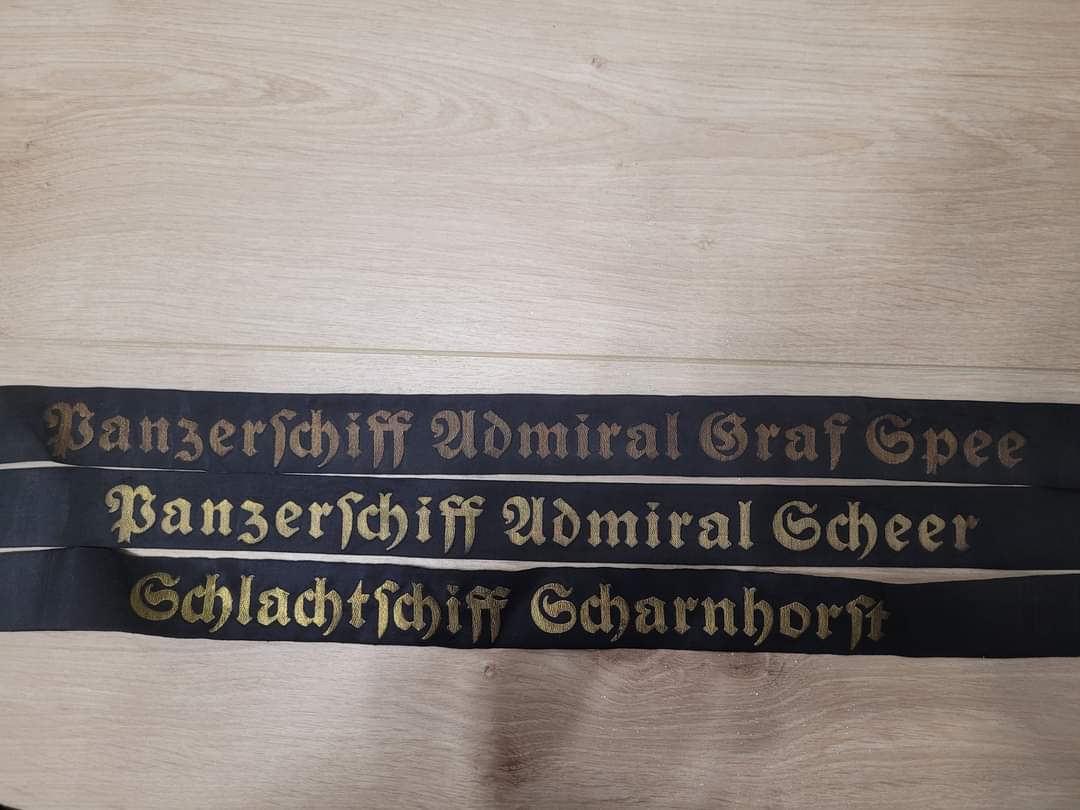 Panzerſchiff Admiral Graf Spee
Panzerſchiff Admiral Scheer
Schlachtſchiff Scharnhorſt